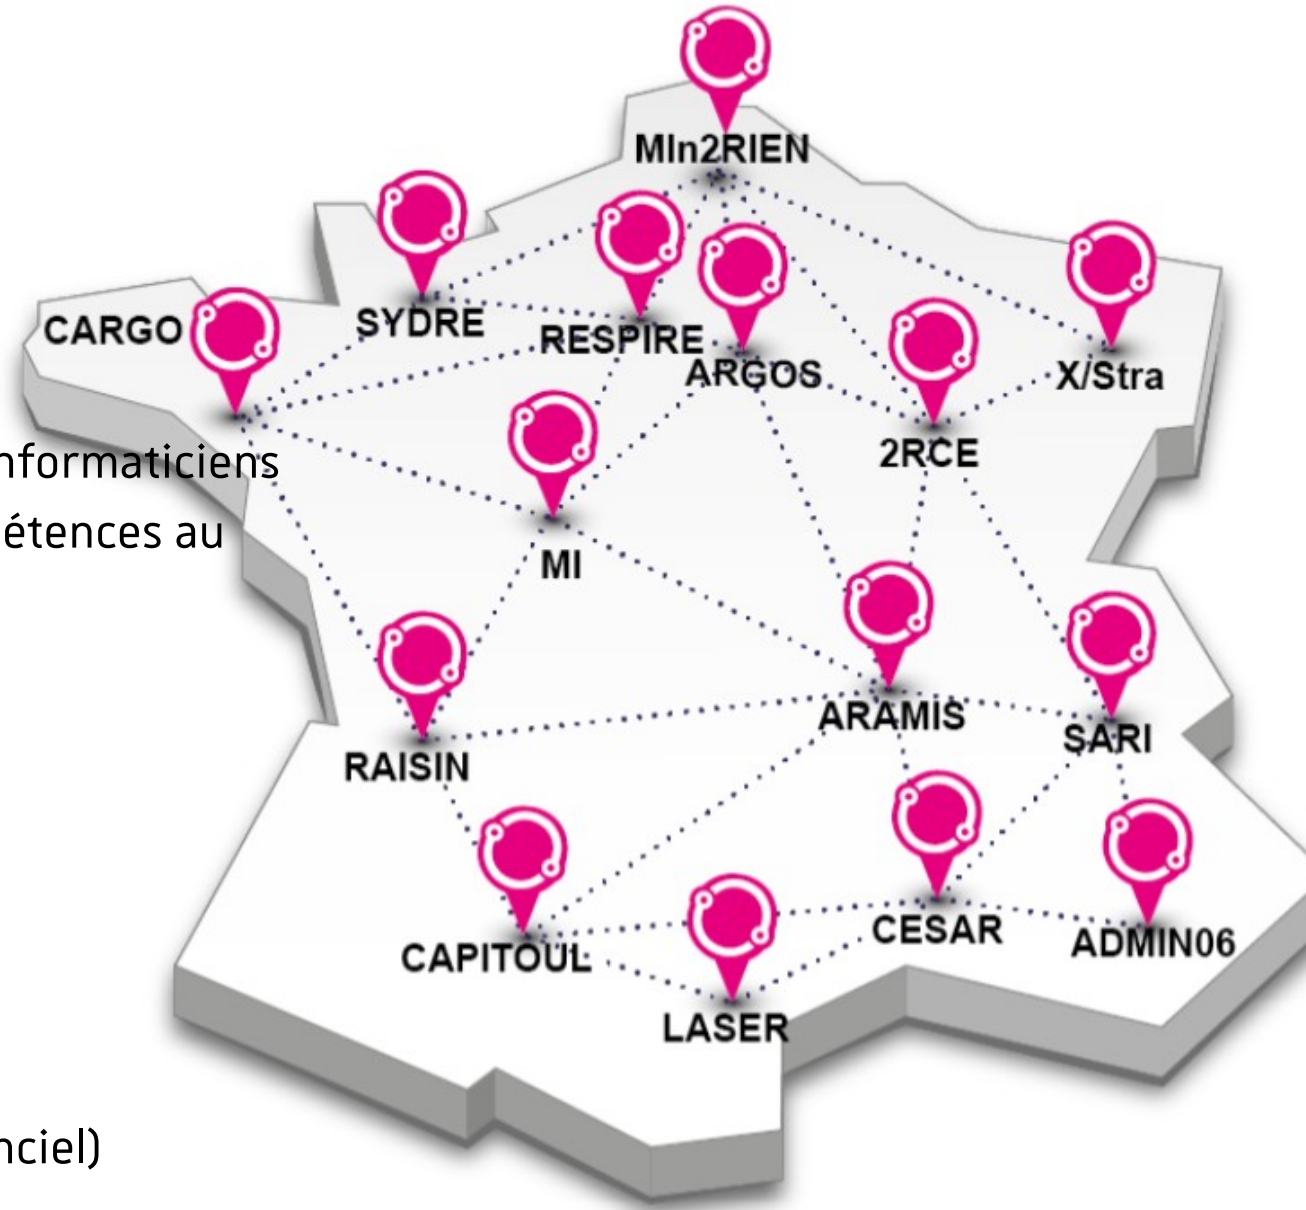 MIn2RIEN
SYDRE
CARGO
RESPIRE
ARGOS
X/Stra
2RCE
nformaticiens
étences au
MI
ARAMIS
SARI
RAISIN
CESAR
ADMIN06
CAPITOUL
LASER
nciel)